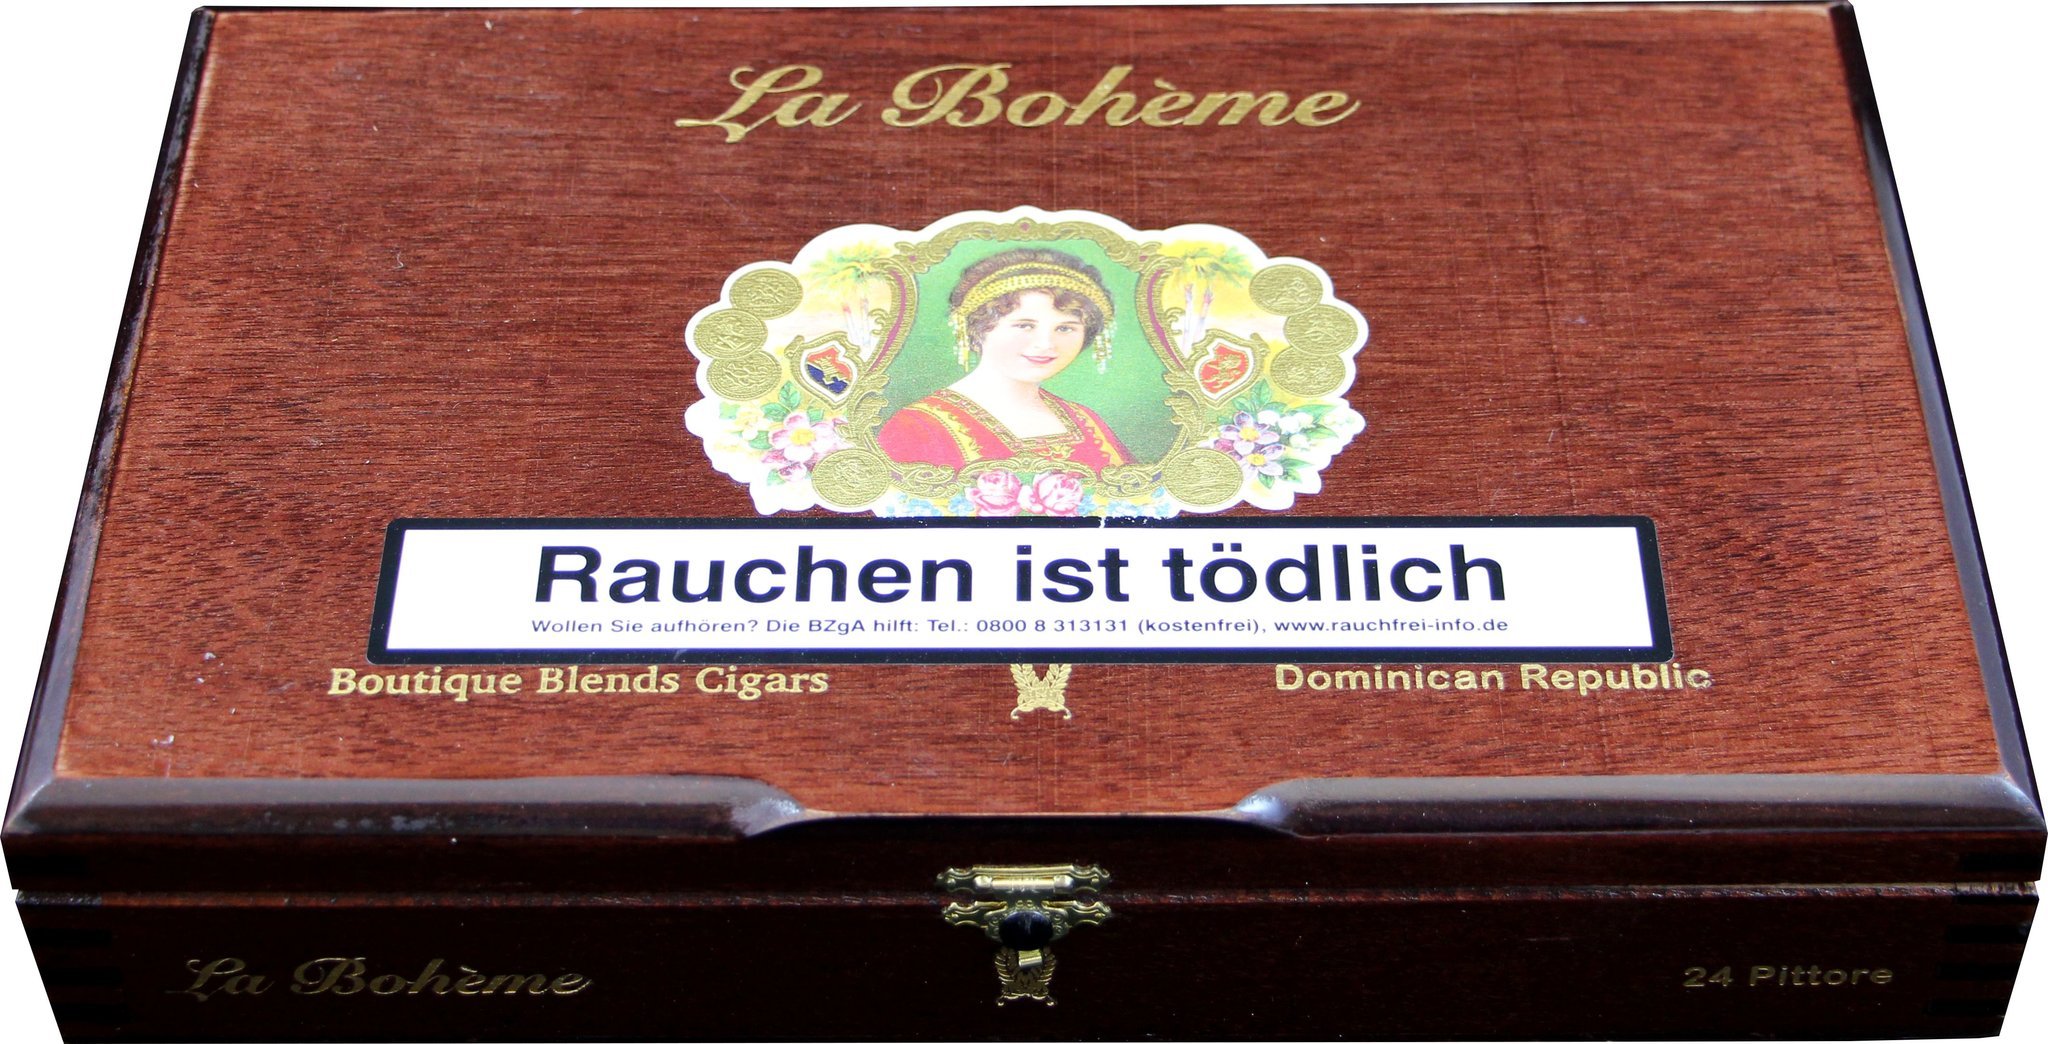 La Bohème
Rauchen ist tödlich
Wollen Sie aufhören? Die BZgA hilft: Tel.: 0800 8 313131 (kostenfrei), www.rauchfrei-info.de
Boutique Blends Cigars
Dominican Republic
La Bohème
24 Pittore